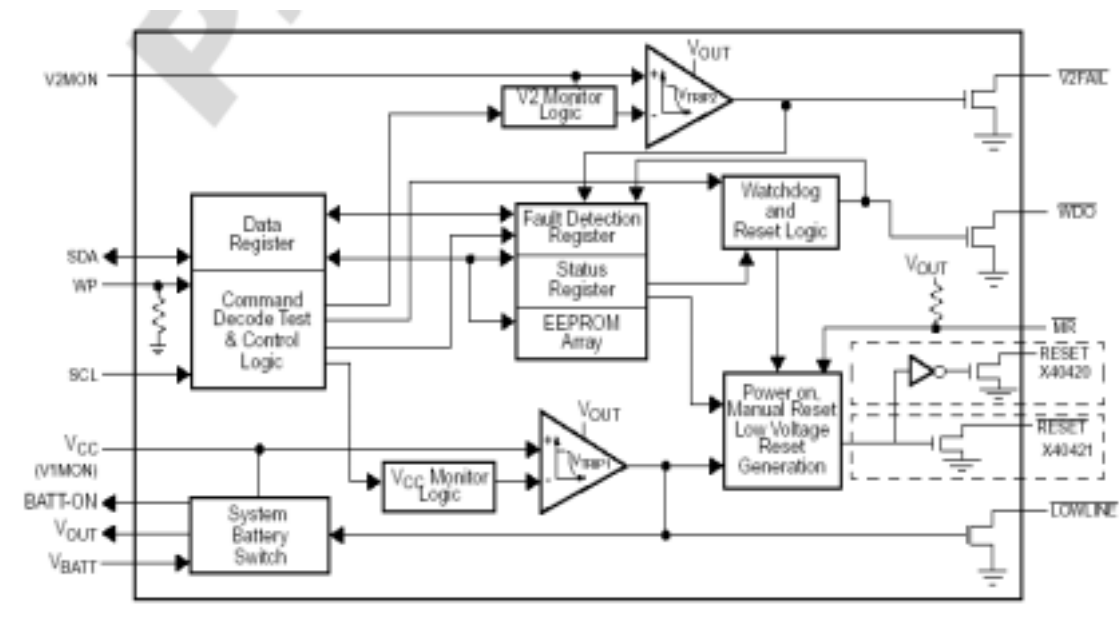 VOUT
V2MON
V2FAIL
V2 Monitor
Logic
+
VTRIP2
-
Data
Register
Fault Detection
Register
Watchdog
and
Reset Logic
WDO
SDA
WP
Command
Decode Test
& Control
Logic
Status
Register
EEPROM
Array
VOUT
MR
RESET
X40420
SCL
Power on,
Manual Reset
Low Voltage
Reset
Generation
RESET
X40421
VOUT
VCC
(V1MON)
+
VTRIP1
-
VCC Monitor
Logic
BATT-ON
VOUT
VBATT
System
Battery
Switch
LOWLINE